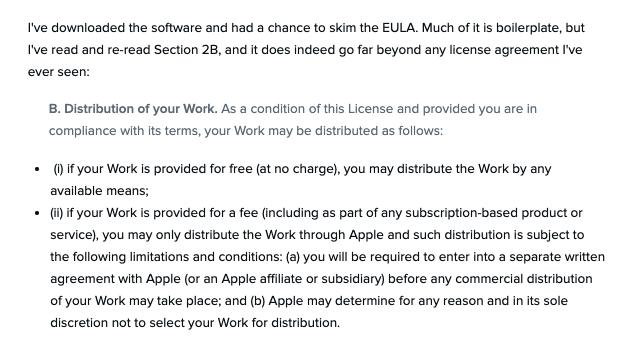 I've downloaded the software and had a chance to skim the EULA. Much of it is boilerplate, but
I've read and re-read Section 2B, and it does indeed go far beyond any license agreement I've
ever seen:
B. Distribution of your Work. As a condition of this License and provided you are in
compliance with its terms, your Work may be distributed as follows:
• (i) if your Work is provided for free (at no charge), you may distribute the Work by any
available means;
• (ii) if your Work is provided for a fee (including as part of any subscription-based product or
service), you may only distribute the Work through Apple and such distribution is subject to
the following limitations and conditions: (a) you will be required to enter into a separate written
agreement with Apple (or an Apple affiliate or subsidiary) before any commercial distribution
of your Work may take place; and (b) Apple may determine for any reason and in its sole
discretion not to select your Work for distribution.